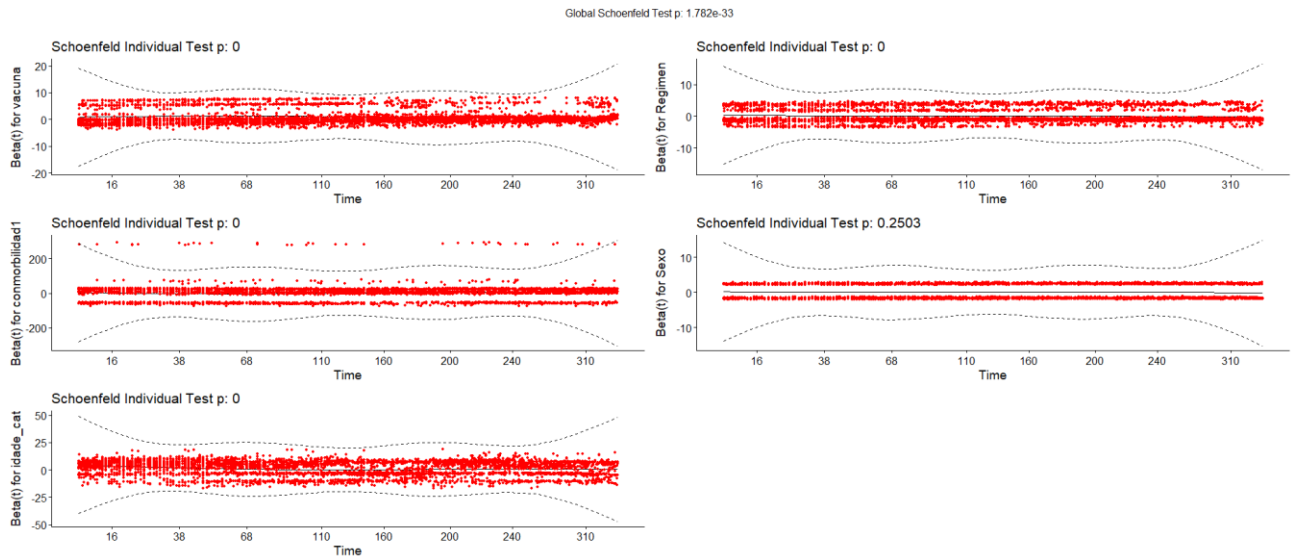 Global Schoenfeld Test p: 1.782e-33
Schoenfeld Individual Test p: 0
Beta(t) for vacuna
20
10
0
-10
-20
16 38 68 110 160 200 240 310
Time
Schoenfeld Individual Test p: 0
Beta(t) for Regimen
10
0
-10
16 38 68 110 160 200 240 310
Time
Schoenfeld Individual Test p: 0
Beta(t) for conmorbilidad1
200
0
-200
16 38 68 110 160 200 240 310
Time
Schoenfeld Individual Test p: 0.2503
Beta(t) for Sexo
10
0
-10
16 38 68 110 160 200 240 310
Time
Schoenfeld Individual Test p: 0
Beta(t) for idade_cat
50
25
0
-25
-50
16 38 68 110 160 200 240 310
Time